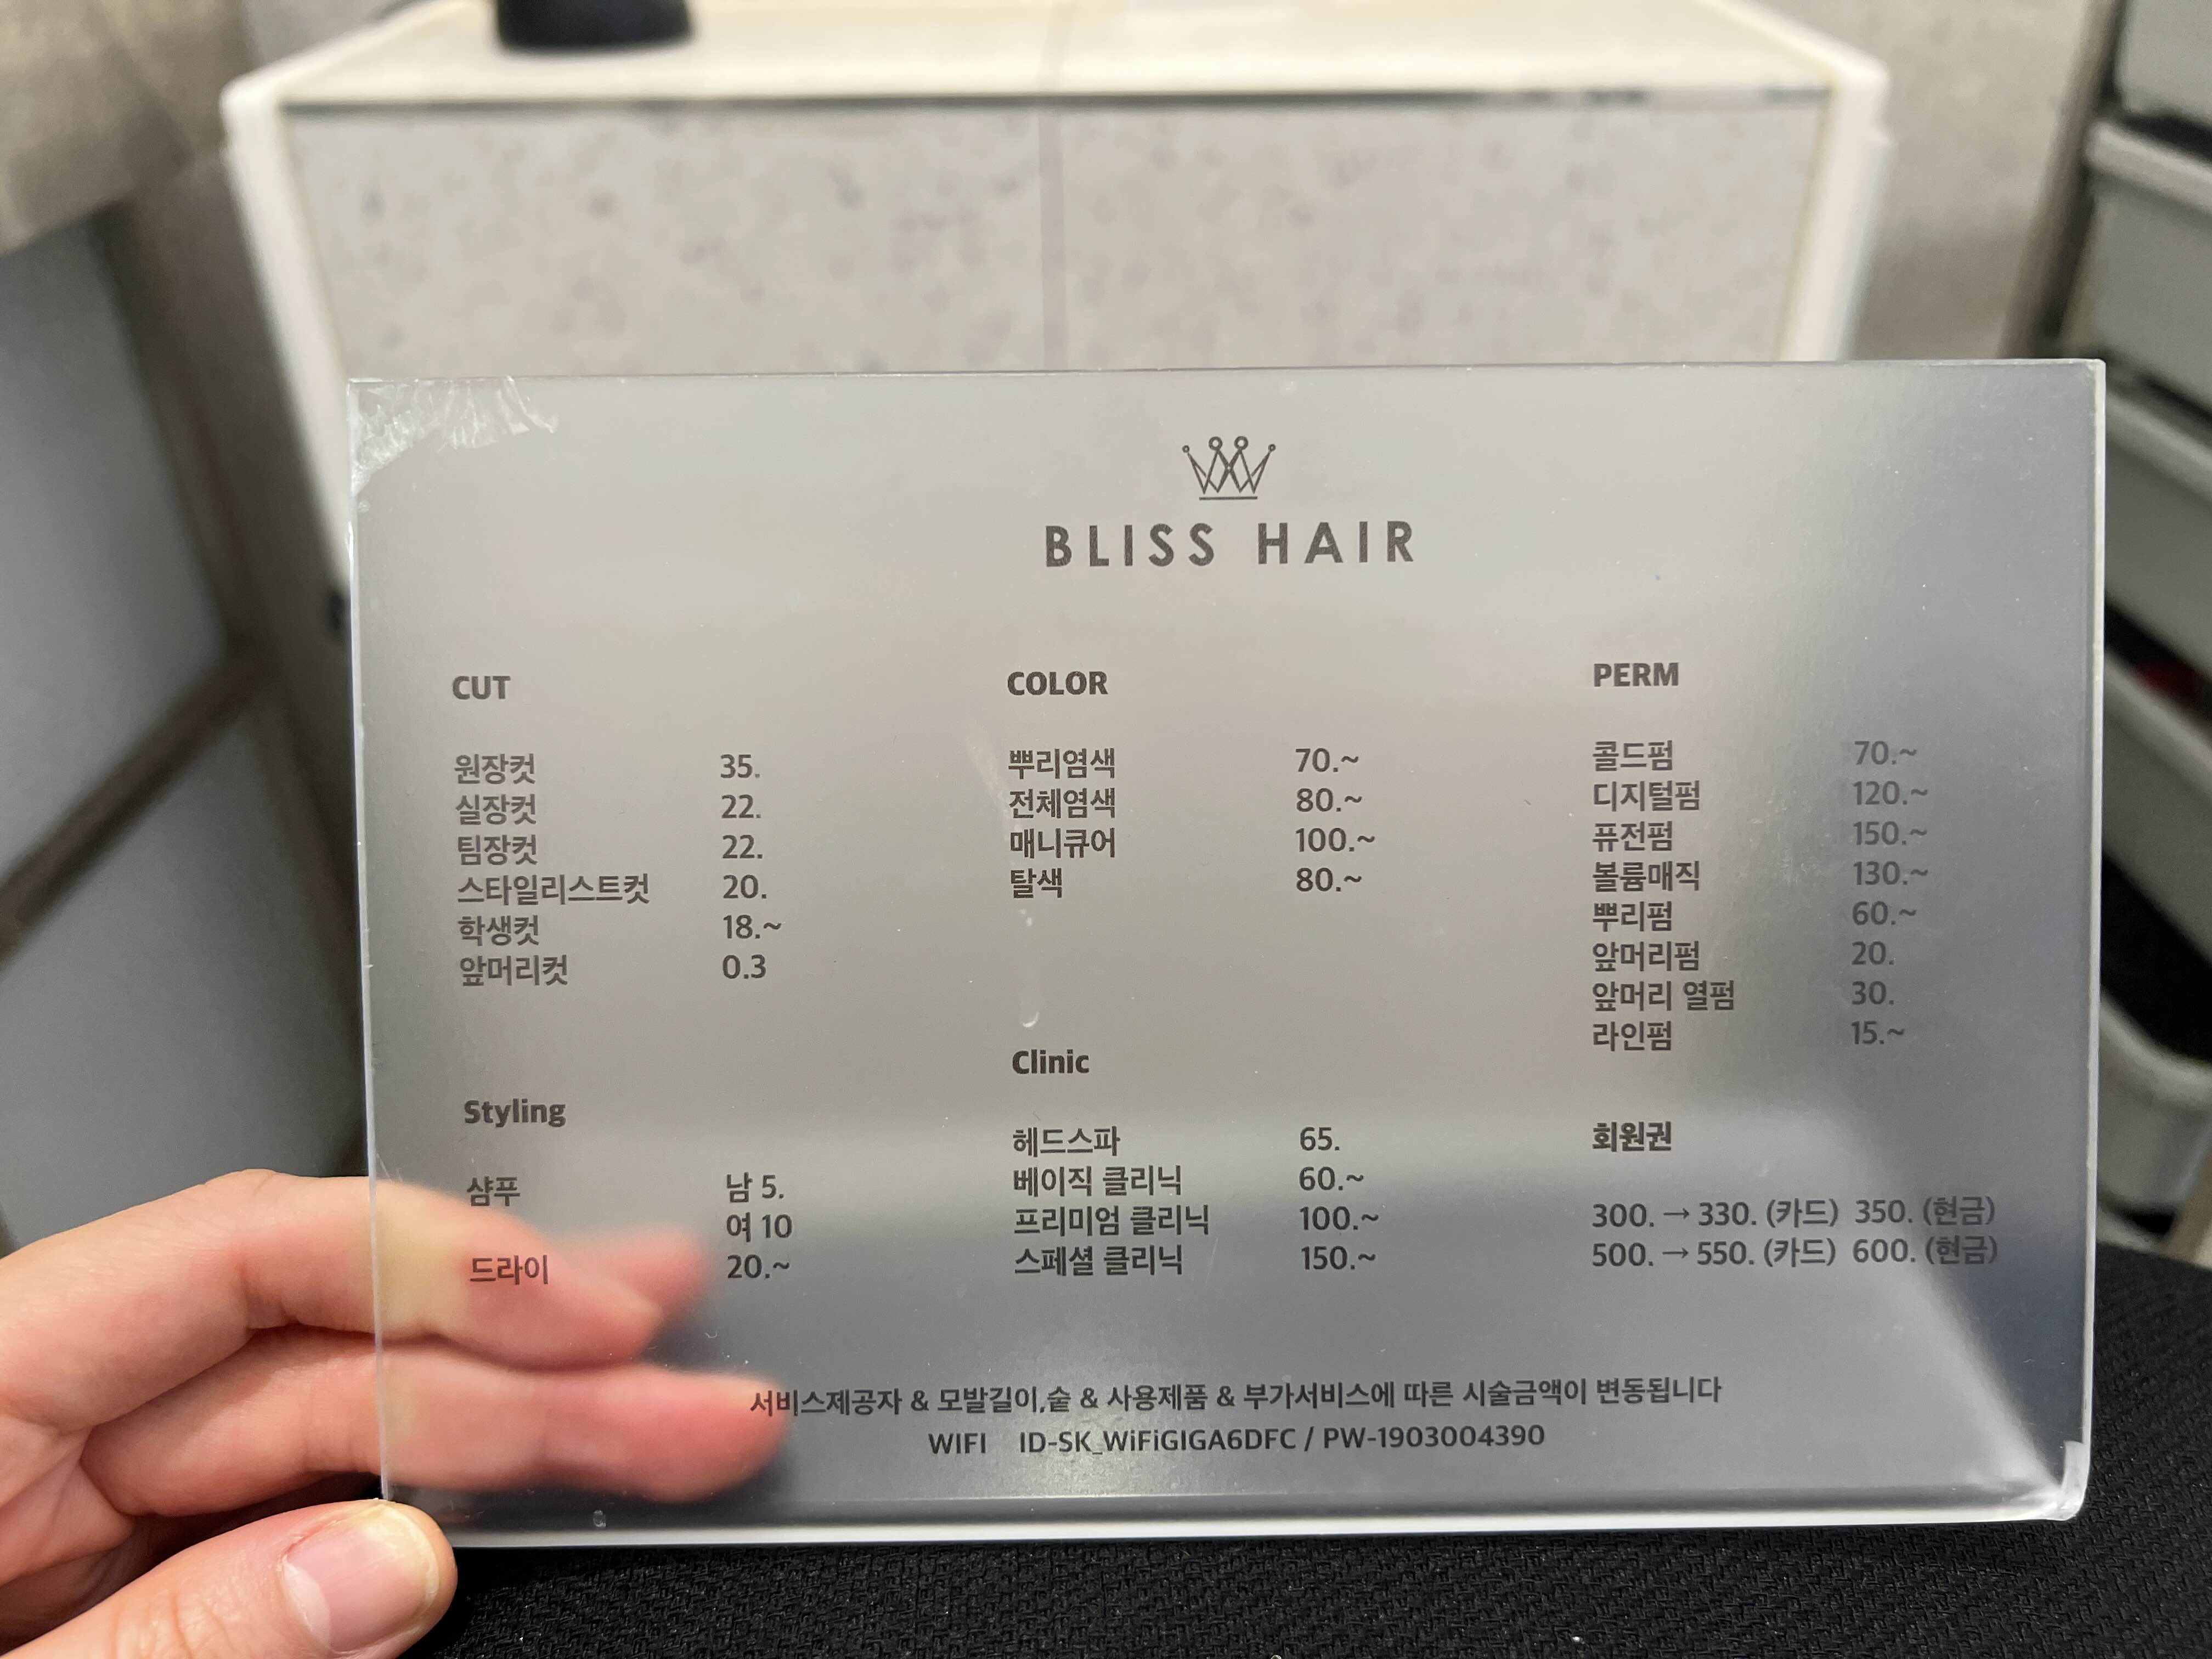 BLISS HAIR
CUT
원장컷 35.
실장컷 22.
팀장컷 22.
스타일리스트컷 20.
학생컷 18.~
앞머리컷 0.3
Styling
샴푸 남 5.
여 10
드라이 20.~
COLOR
뿌리염색 70.~
전체염색 80.~
매니큐어 100.~
탈색 80.~
Clinic
헤드스파 65.
베이직 클리닉 60.~
프리미엄 클리닉 100.~
스페셜 클리닉 150.~
PERM
콜드펌 70.~
디지털펌 120.~
퓨전펌 150.~
볼륨매직 130.~
뿌리펌 60.~
앞머리펌 20.
앞머리 열펌 30.
라인펌 15.~
회원권
300. → 330. (카드) 350. (현금)
500. → 550. (카드) 600. (현금)
서비스제공자 & 모발길이,숱 & 사용제품 & 부가서비스에 따른 시술금액이 변동됩니다
WIFI ID-SK_WiFiGIGA6DFC / PW-1903004390